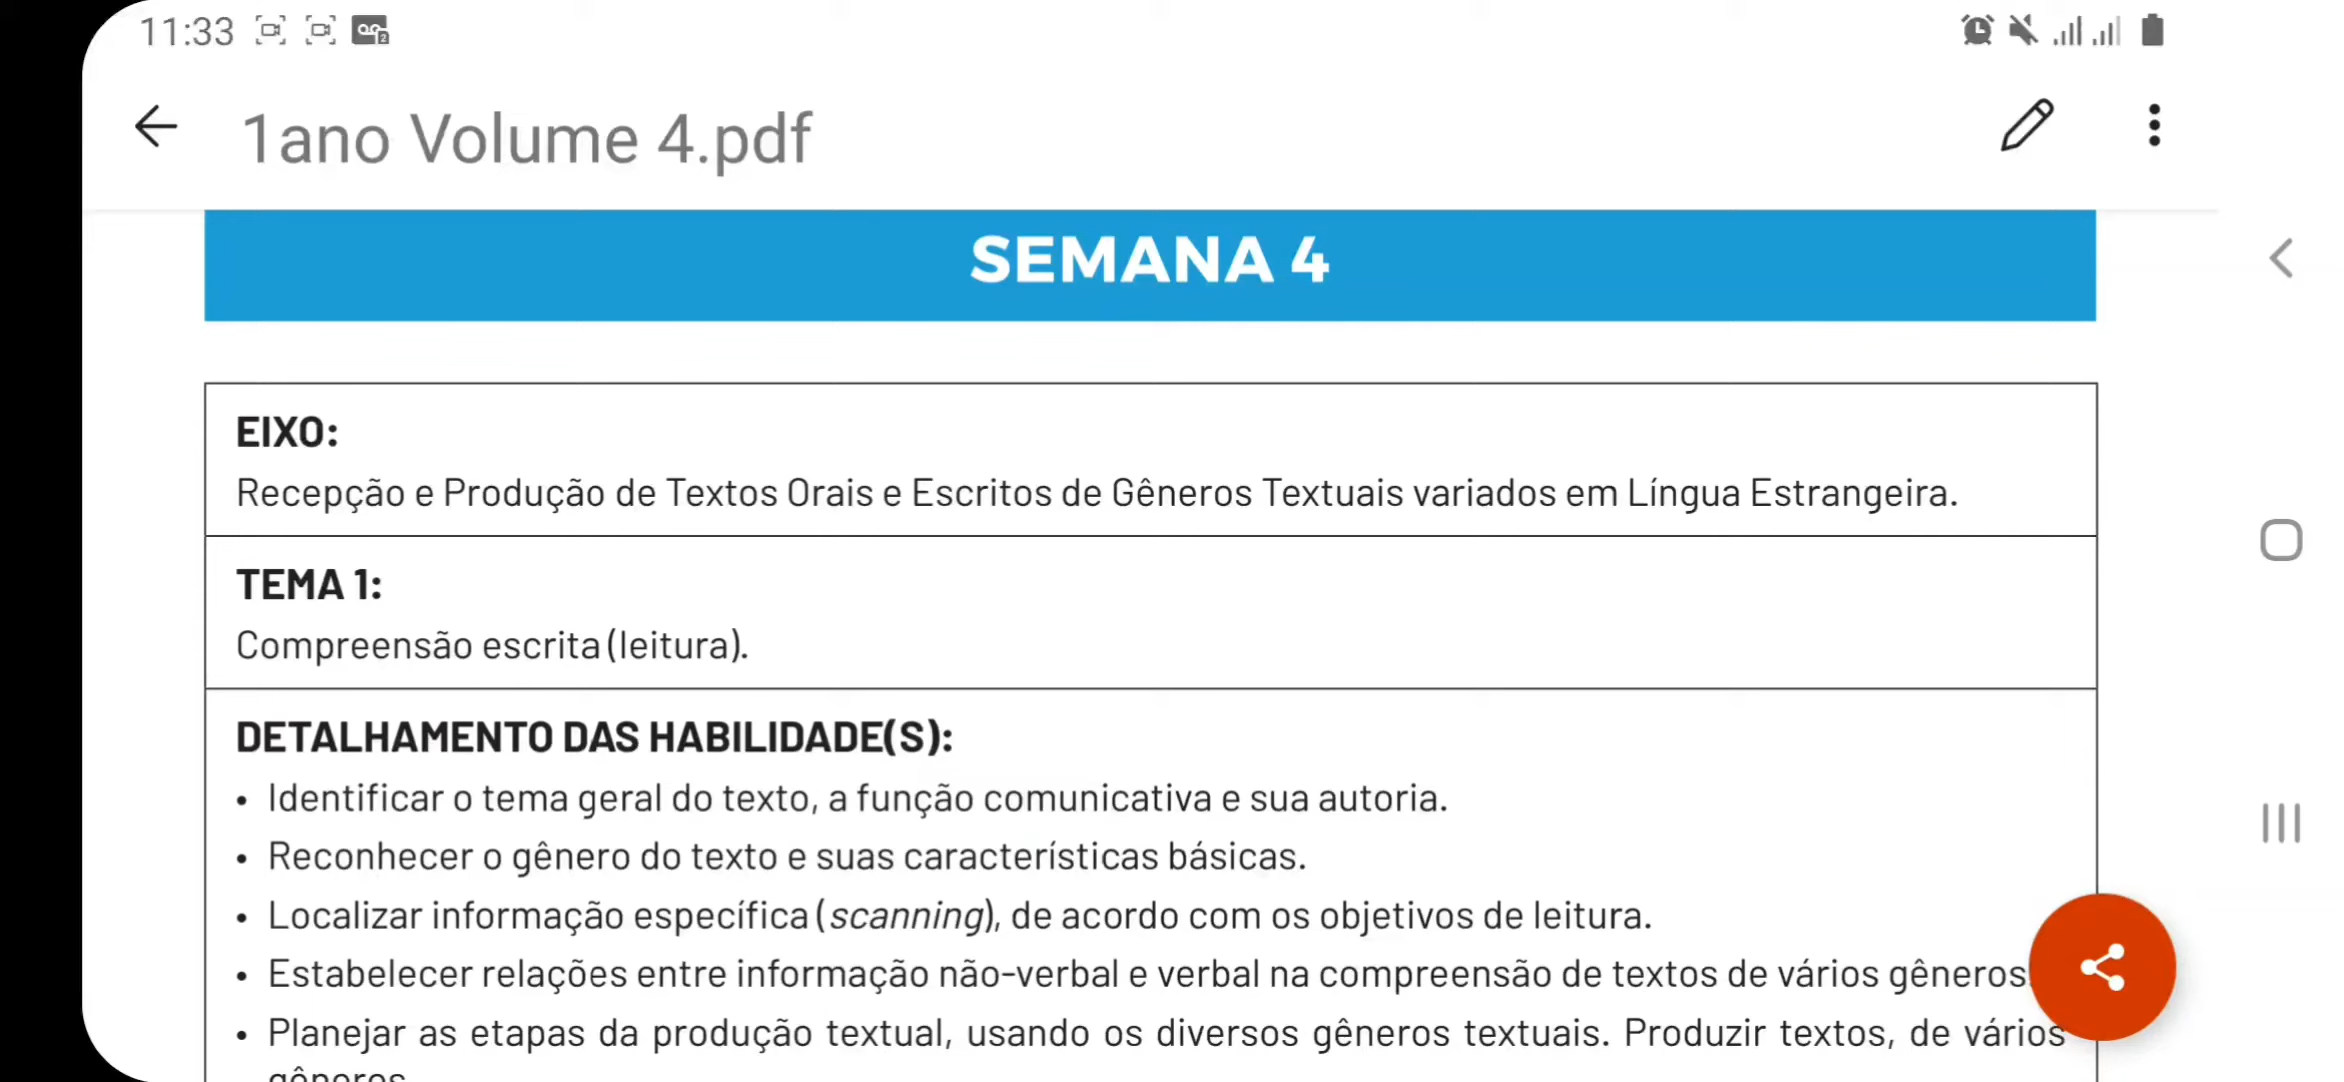 11:33
1ano Volume 4.pdf
SEMANA 4
EIXO:
Recepção e Produção de Textos Orais e Escritos de Gêneros Textuais variados em Língua Estrangeira.
TEMA 1:
Compreensão escrita (leitura).
DETALHAMENTO DAS HABILIDADE(S):
• Identificar o tema geral do texto, a função comunicativa e sua autoria.
• Reconhecer o gênero do texto e suas características básicas.
• Localizar informação específica (scanning), de acordo com os objetivos de leitura.
• Estabelecer relações entre informação não-verbal e verbal na compreensão de textos de vários gêneros
• Planejar as etapas da produção textual, usando os diversos gêneros textuais. Produzir textos, de vários
gêneros